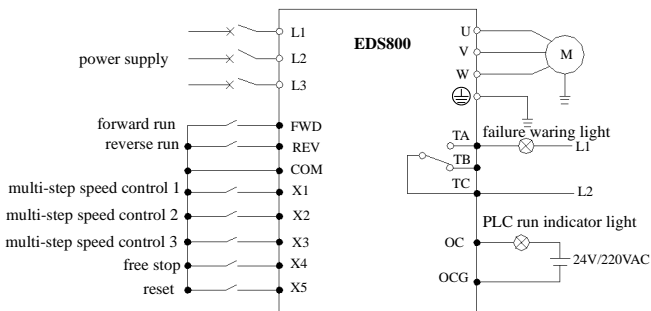 EDS800
power supply
L1
L2
L3
forward run
FWD
reverse run
REV
COM
multi-step speed control 1
X1
multi-step speed control 2
X2
multi-step speed control 3
X3
free stop
X4
reset
X5
U
V
W
M
TA
failure waring light
L1
TB
TC
L2
PLC run indicator light
OC
24V/220VAC
OCG